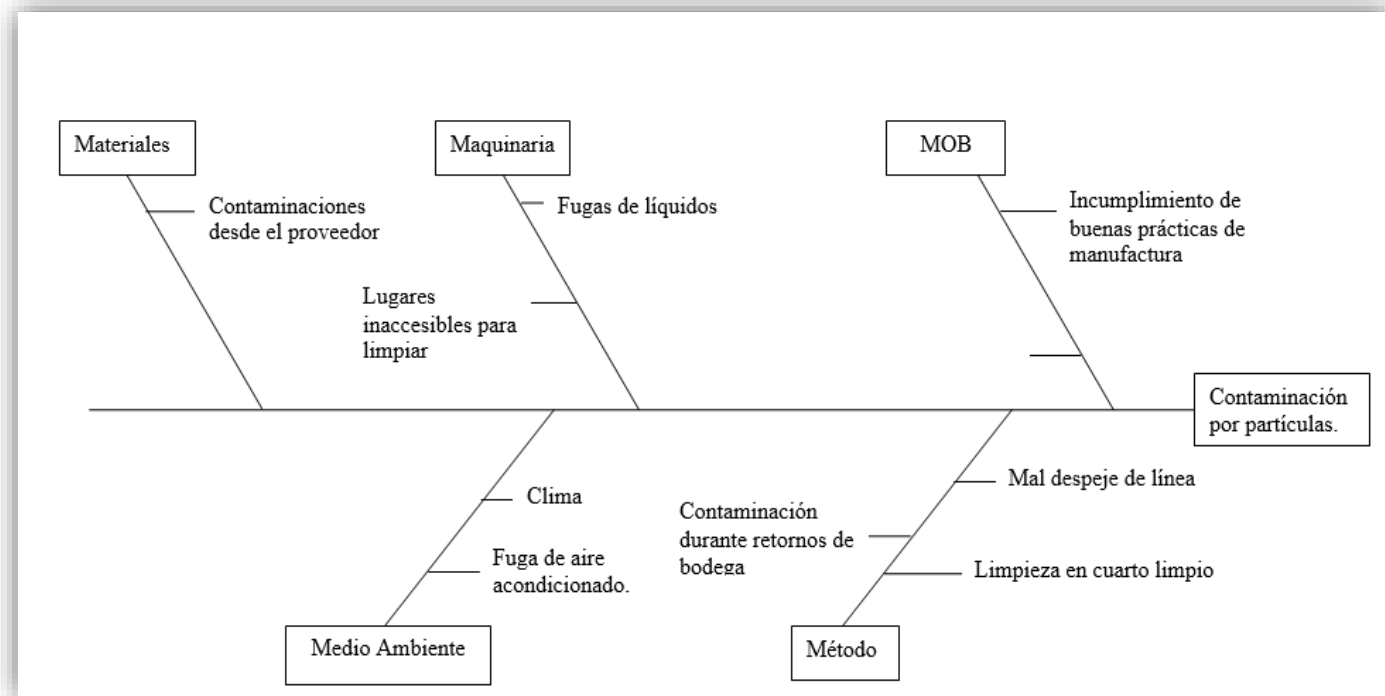 Materiales
Maquinaria
MOB
Contaminaciones
desde el proveedor
Fugas de líquidos
Incumplimiento de
buenas prácticas de
manufactura
Lugares
inaccesibles para
limpiar
Contaminación
por partículas.
Clima
Mal despeje de línea
Contaminación
durante retornos de
bodega
Fuga de aire
acondicionado.
Limpieza en cuarto limpio
Medio Ambiente
Método